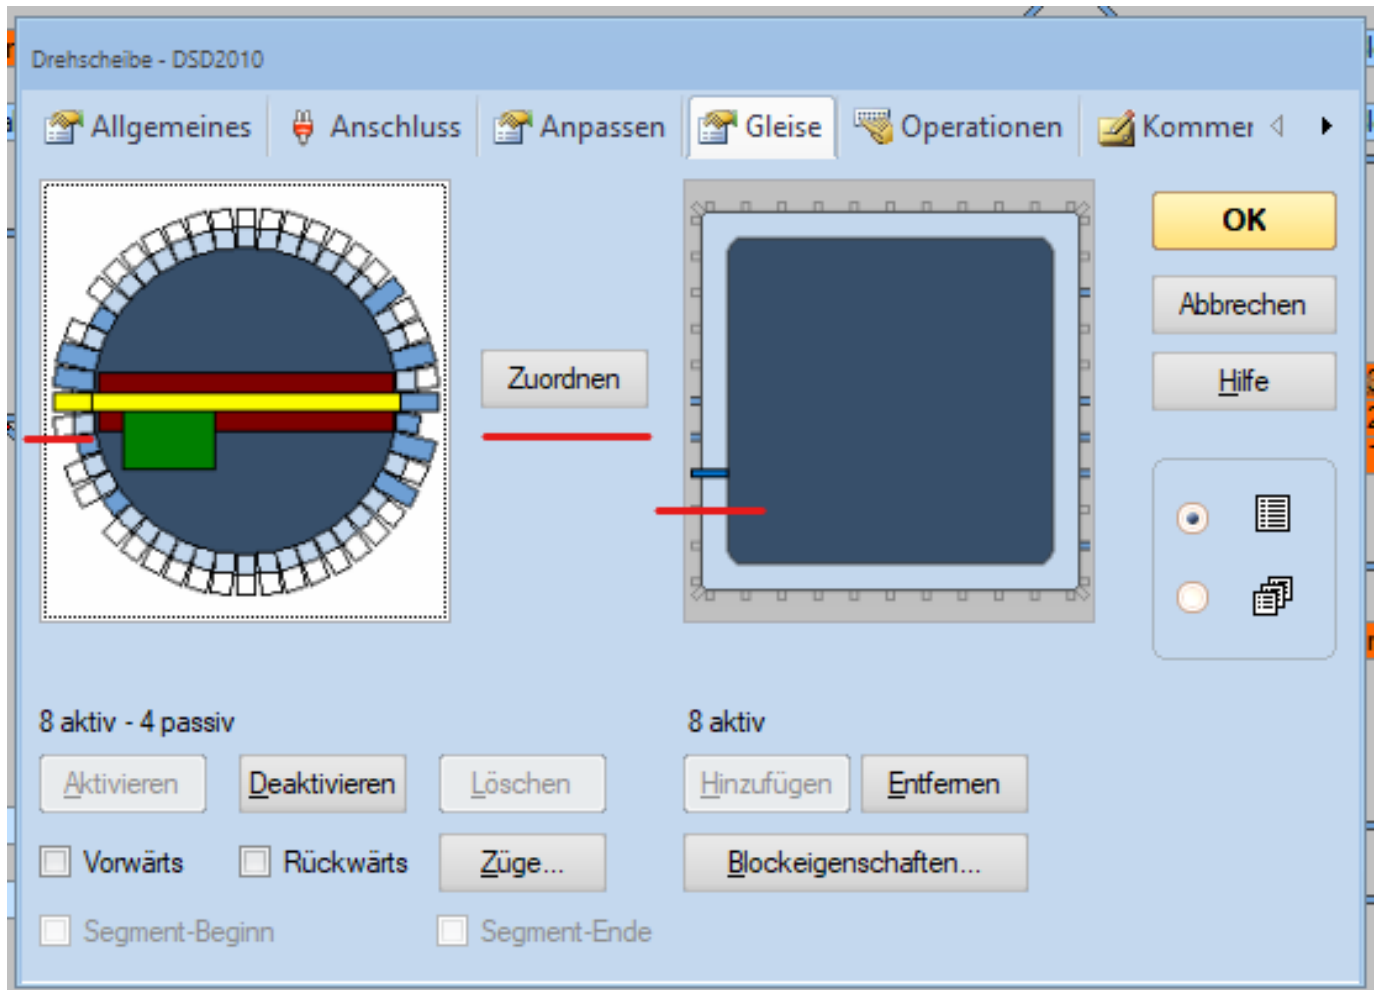 Drehscheibe - DSD2010
Allgemeines Anschluss Anpassen Gleise Operationen Kommer
OK
Abbrechen
Zuordnen
Hilfe
8 aktiv - 4 passiv 8 aktiv
Aktivieren Deaktivieren Löschen Hinzufügen Entfernen
Vorwärts Rückwärts Züge... Blockeigenschaften...
Segment-Beginn Segment-Ende